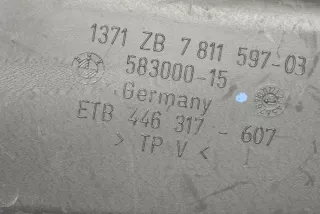 1371 ZB 7 811 597-03
583000-15
Germany
ETB 446 317 - 607
> TP V <